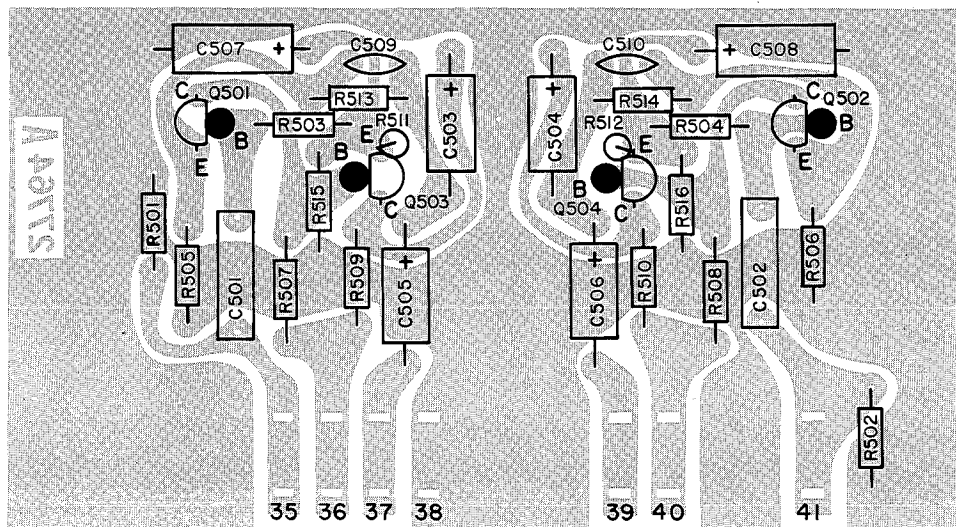 C507
+
C509
C510
+
C508
C
Q501
B
E
R513
R503
R511
E
B
C
Q503
+
C503
+
C504
R514
R504
R512
E
B
Q504
C
C
Q502
B
E
R501
R505
C501
R507
R515
R509
+
C505
+
C506
R510
R516
R508
C502
R506
R502
35 36 37 38
39 40 41